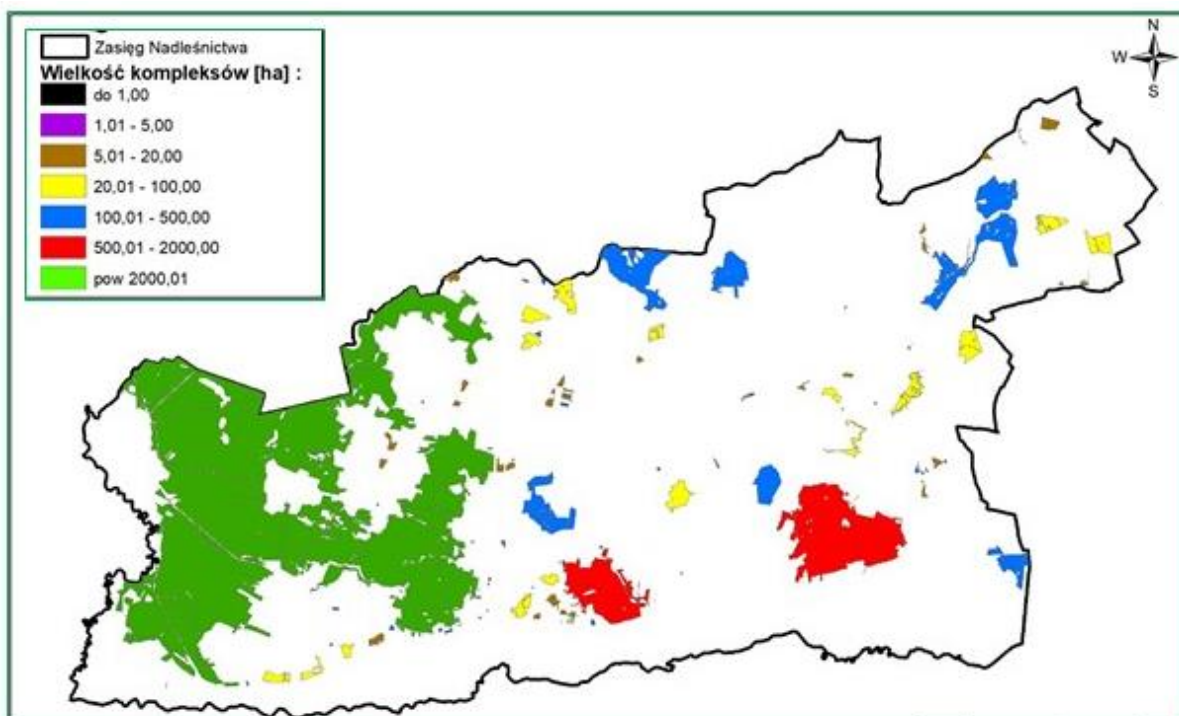 Zasięg Nadleśnictwa
Wielkość kompleksów [ha] :
do 1,00
1,01 - 5,00
5,01 - 20,00
20,01 - 100,00
100,01 - 500,00
500,01 - 2000,00
pow 2000,01
N
W
E
S